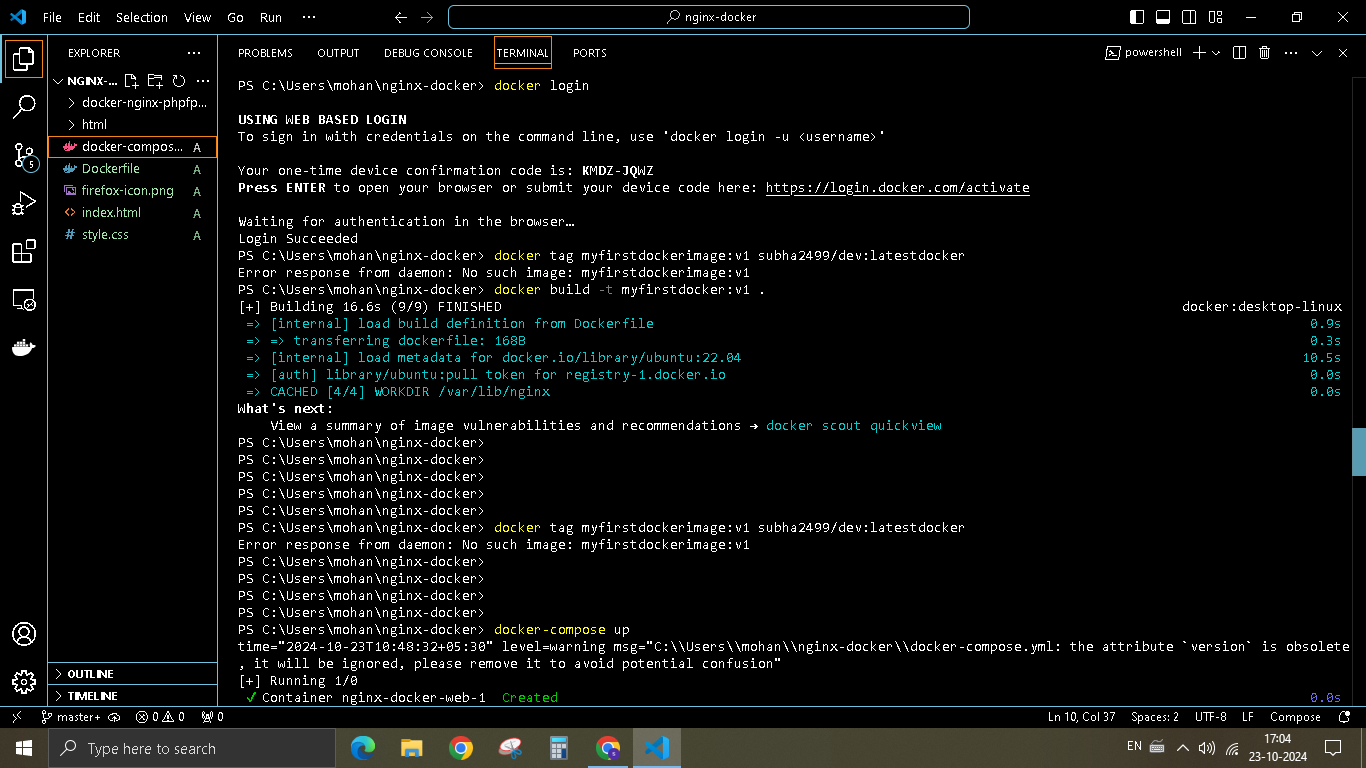 File Edit Selection View Go Run ··· nginx-docker
EXPLORER ···
NGINX-... ···
docker-nginx-phpfp...
html
docker-compos... A
Dockerfile A
firefox-icon.png A
index.html A
style.css A
OUTLINE
TIMELINE
5
PROBLEMS OUTPUT DEBUG CONSOLE TERMINAL PORTS powershell ···
PS C:\Users\mohan\nginx-docker> docker login
USING WEB BASED LOGIN
To sign in with credentials on the command line, use 'docker login -u <username>'
Your one-time device confirmation code is: KMDZ-JQWZ
Press ENTER to open your browser or submit your device code here: https://login.docker.com/activate
Waiting for authentication in the browser…
Login Succeeded
PS C:\Users\mohan\nginx-docker> docker tag myfirstdockerimage:v1 subha2499/dev:latestdocker
Error response from daemon: No such image: myfirstdockerimage:v1
PS C:\Users\mohan\nginx-docker> docker build -t myfirstdocker:v1 .
[+] Building 16.6s (9/9) FINISHED docker:desktop-linux
=> [internal] load build definition from Dockerfile 0.9s
=> => transferring dockerfile: 168B 0.3s
=> [internal] load metadata for docker.io/library/ubuntu:22.04 10.5s
=> [auth] library/ubuntu:pull token for registry-1.docker.io 0.0s
=> CACHED [4/4] WORKDIR /var/lib/nginx 0.0s
What's next:
View a summary of image vulnerabilities and recommendations → docker scout quickview
PS C:\Users\mohan\nginx-docker>
PS C:\Users\mohan\nginx-docker>
PS C:\Users\mohan\nginx-docker>
PS C:\Users\mohan\nginx-docker>
PS C:\Users\mohan\nginx-docker>
PS C:\Users\mohan\nginx-docker> docker tag myfirstdockerimage:v1 subha2499/dev:latestdocker
Error response from daemon: No such image: myfirstdockerimage:v1
PS C:\Users\mohan\nginx-docker>
PS C:\Users\mohan\nginx-docker>
PS C:\Users\mohan\nginx-docker>
PS C:\Users\mohan\nginx-docker>
PS C:\Users\mohan\nginx-docker> docker-compose up
time="2024-10-23T10:48:32+05:30" level=warning msg="C:\\Users\\mohan\\nginx-docker\\docker-compose.yml: the attribute `version` is obsolete
, it will be ignored, please remove it to avoid potential confusion"
[+] Running 1/0
✓ Container nginx-docker-web-1 Created 0.0s
master+ 0 0 0 Ln 10, Col 37 Spaces: 2 UTF-8 LF Compose
Type here to search EN 17:04
23-10-2024